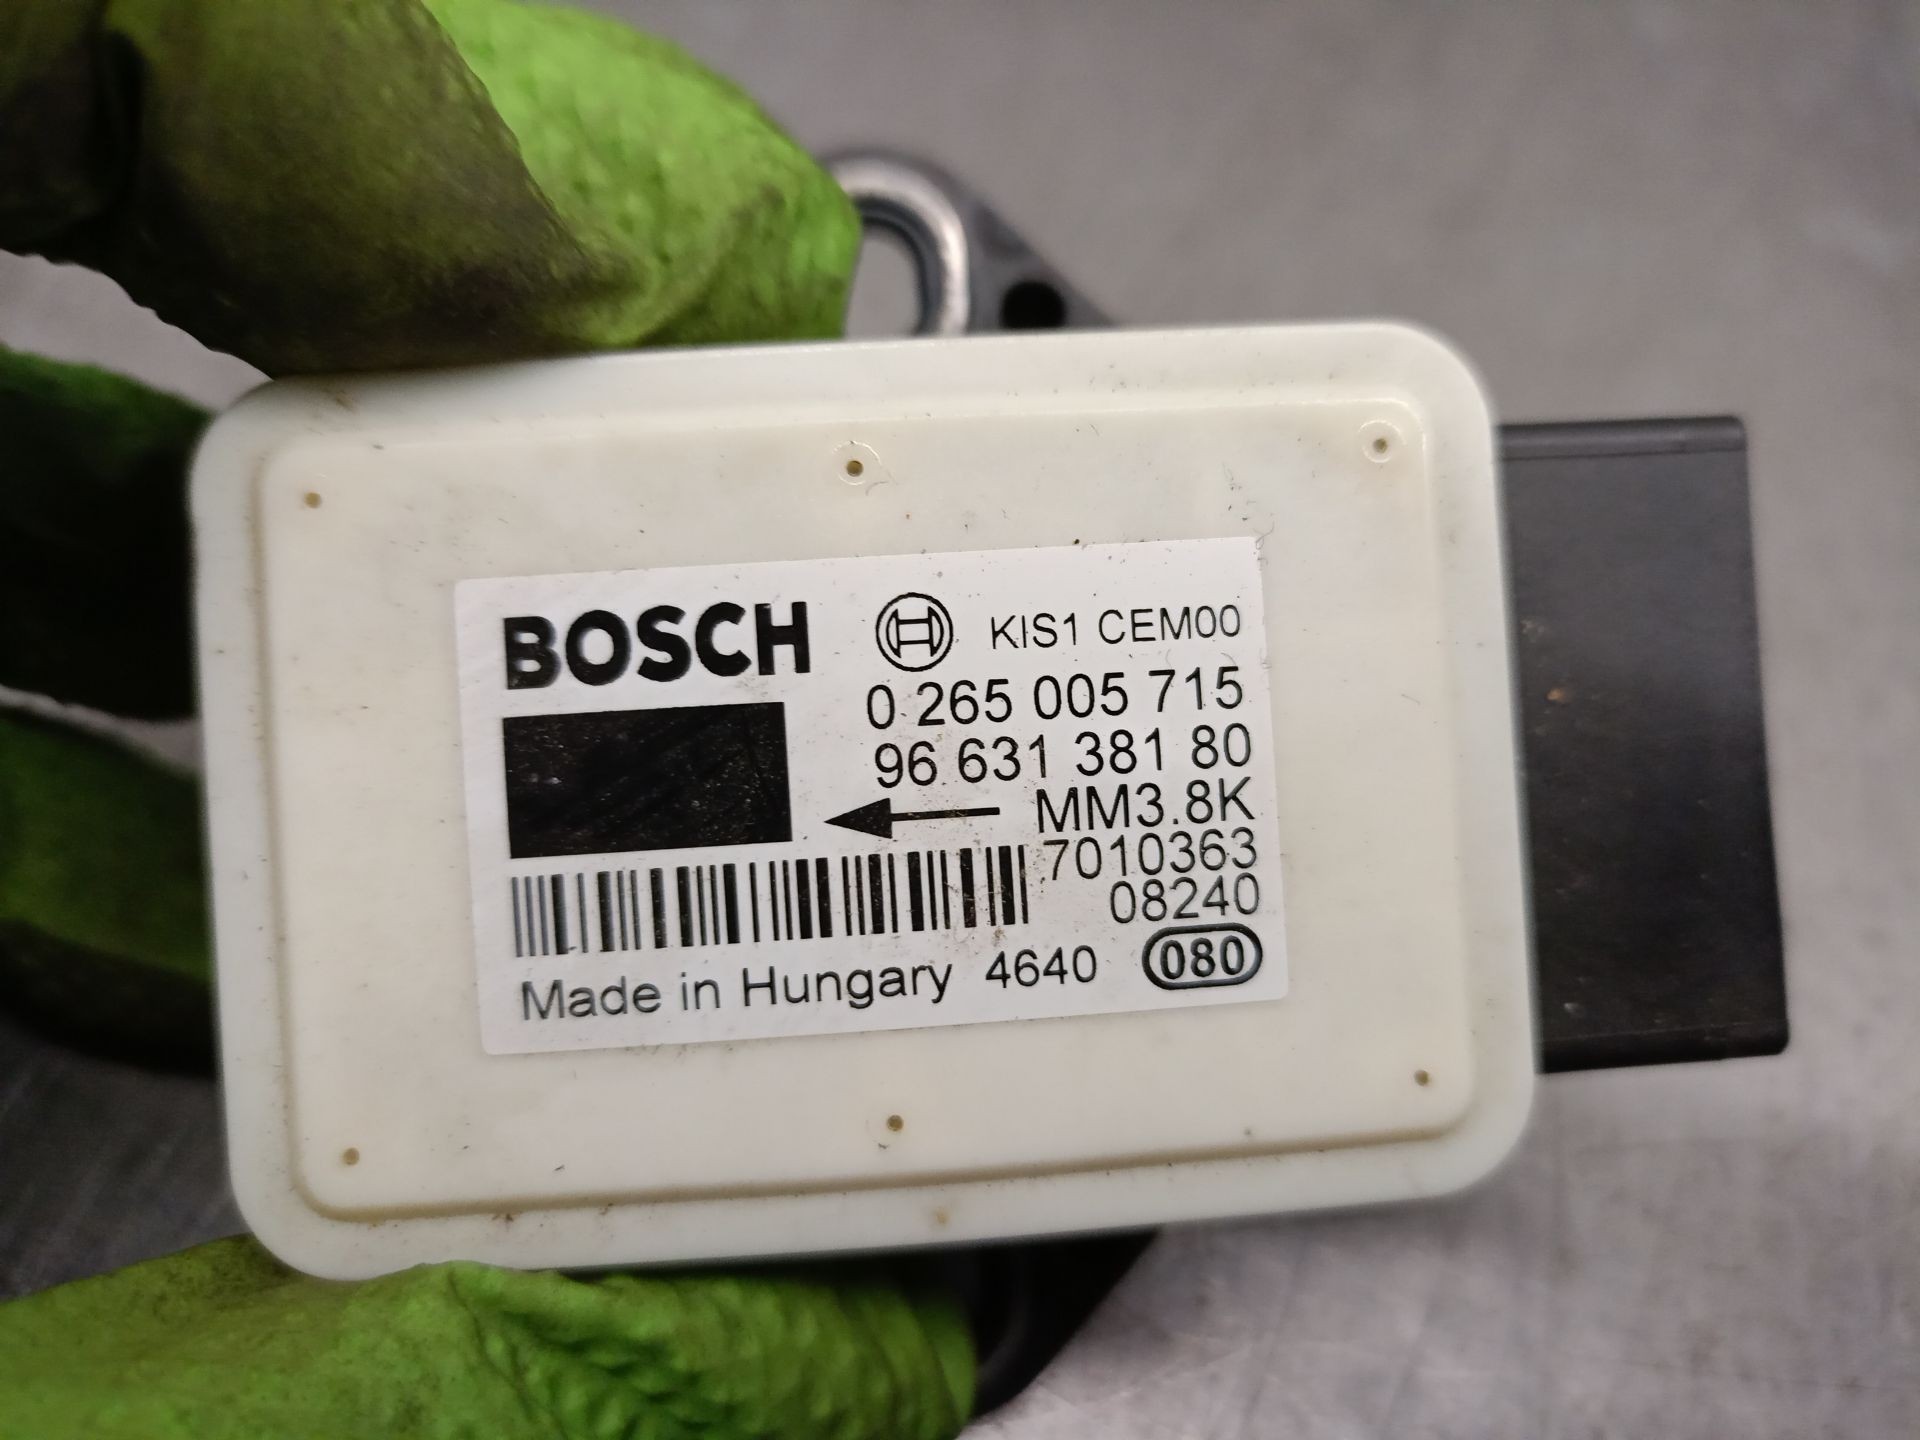 BOSCH KIS1 CEM00
0 265 005 715
96 631 381 80
MM3.8K
7010363
08240
Made in Hungary 4640 080